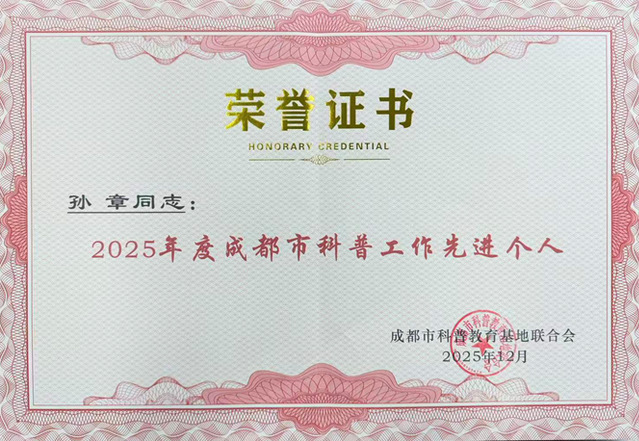 荣誉证书
HONORARY CREDENTIAL
孙 章同志：
2025年度成都市科普工作先进个人
成都市科普教育基地联合会
2025年12月